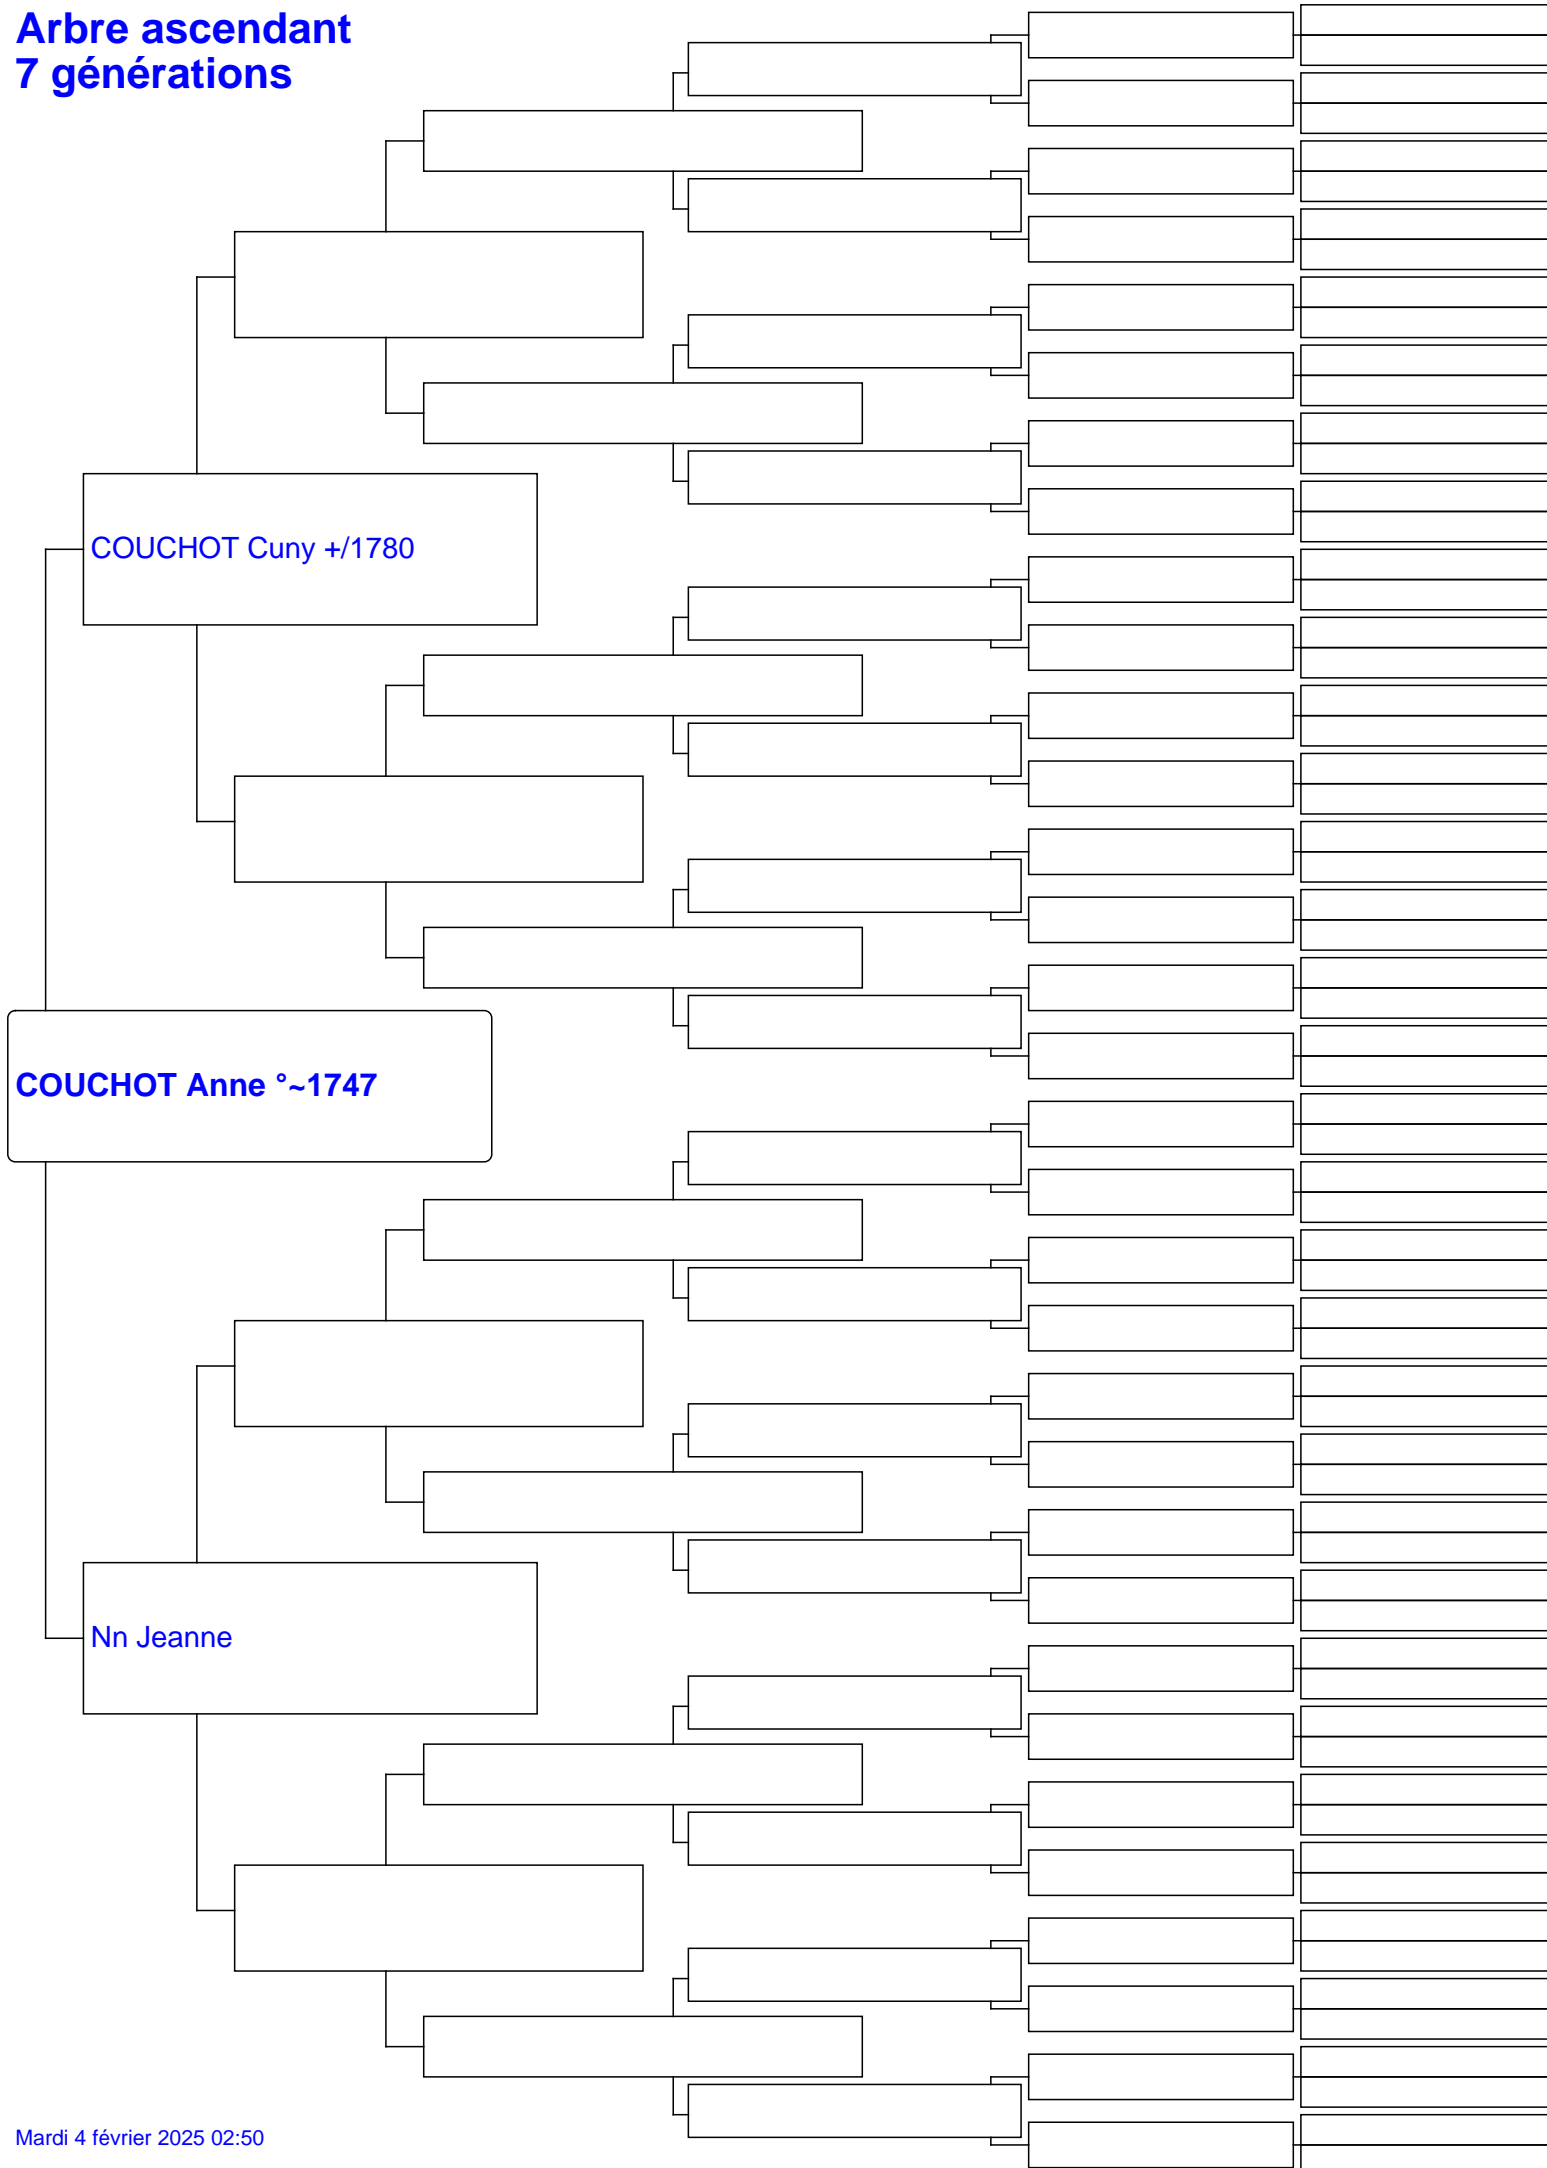 Arbre ascendant
7 générations
COUCHOT Cuny +/1780
COUCHOT Anne °~1747
Nn Jeanne
Mardi 4 février 2025 02:50